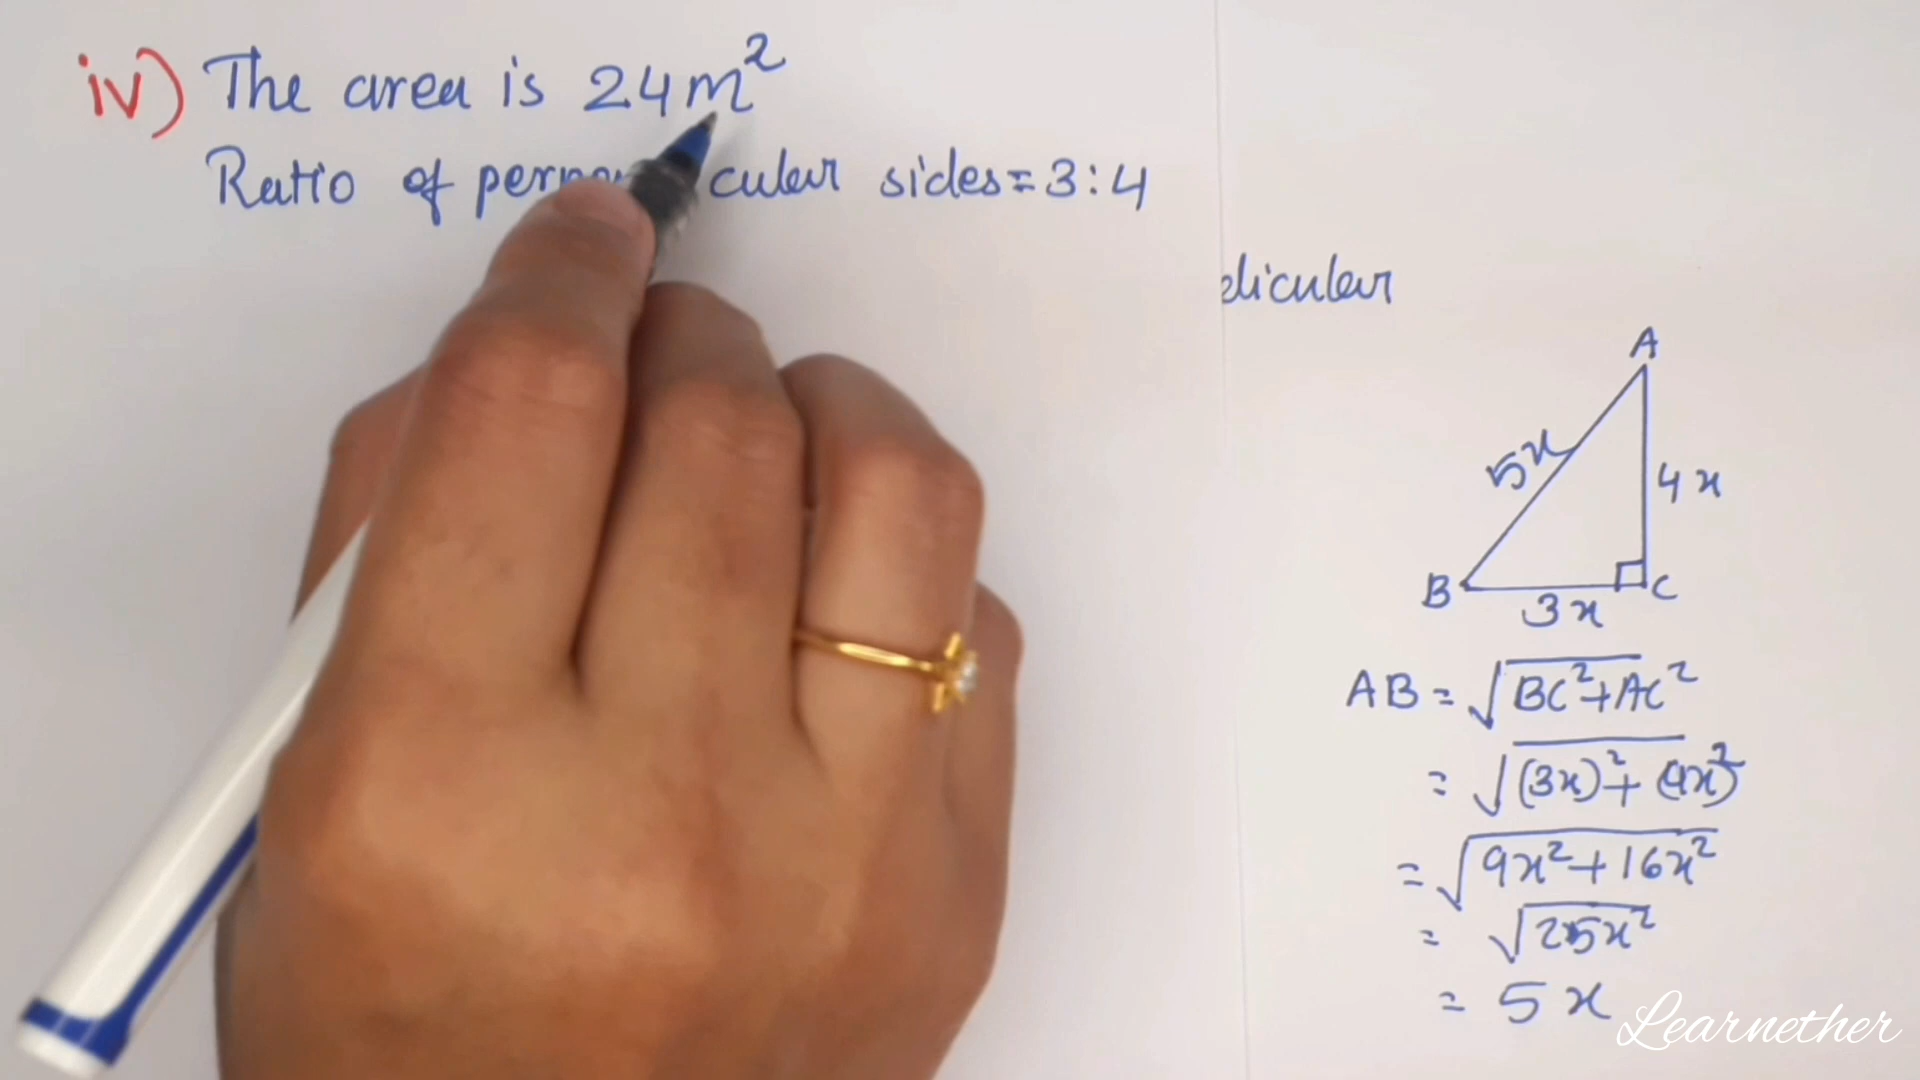 iv) The area is 24m²
Ratio of cular sides=3:4
dicular
A
5x
4x
B
C
3x
AB = √BC²+AC²
= √(3x)²+(4x)²
= √9x²+16x²
= √25x²
= 5x
Learnether